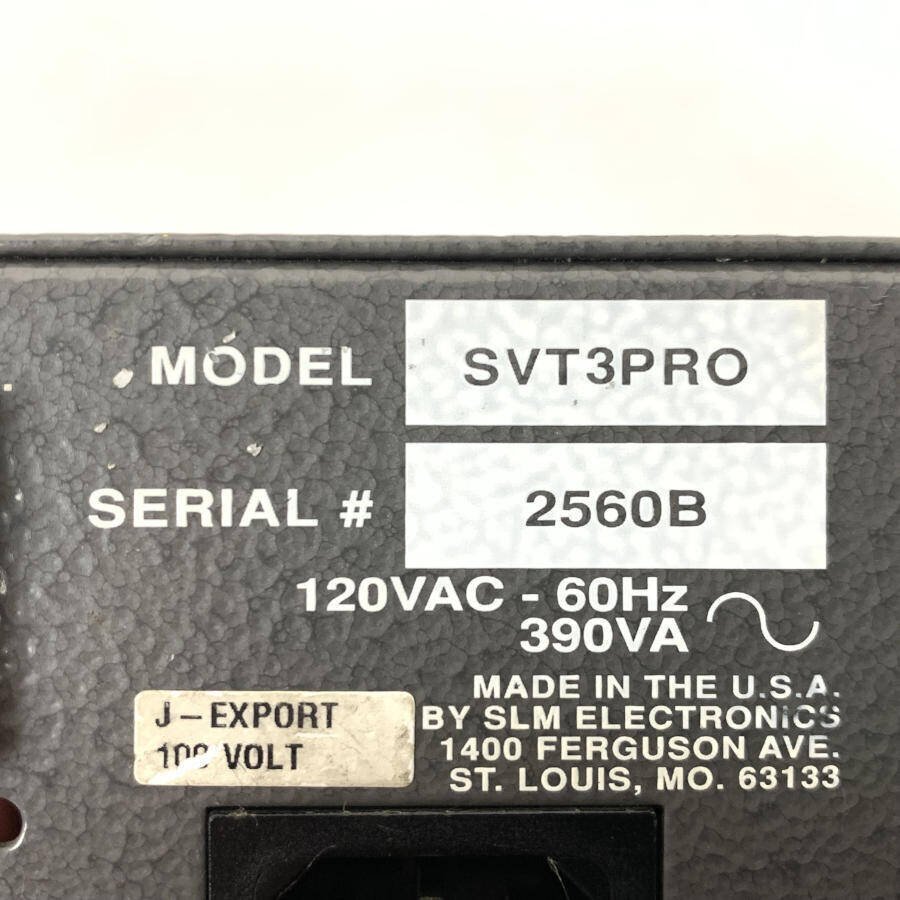 MODEL SVT3PRO
SERIAL # 2560B
120VAC - 60Hz
390VA
MADE IN THE U.S.A.
BY SLM ELECTRONICS
1400 FERGUSON AVE.
ST. LOUIS, MO. 63133
J-EXPORT
100 VOLT